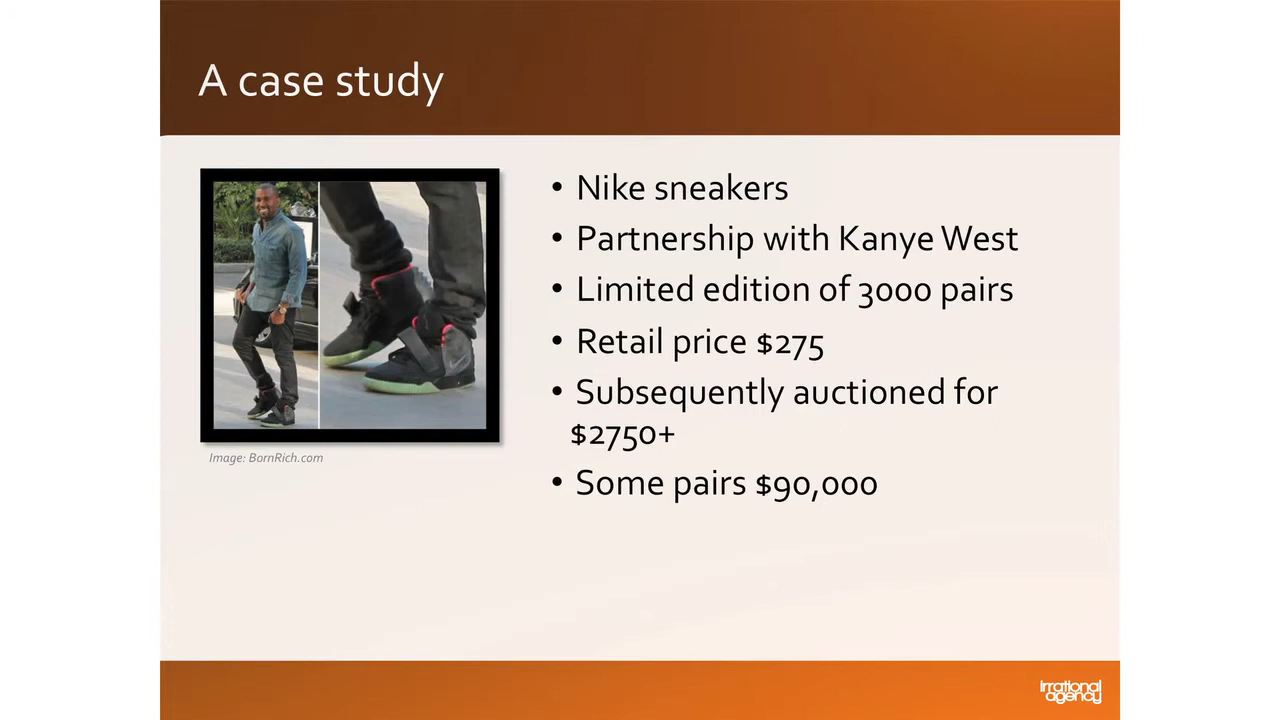 A case study
• Nike sneakers
• Partnership with Kanye West
• Limited edition of 3000 pairs
• Retail price $275
• Subsequently auctioned for
$2750+
• Some pairs $90,000
Image: BornRich.com
Irrational
agency